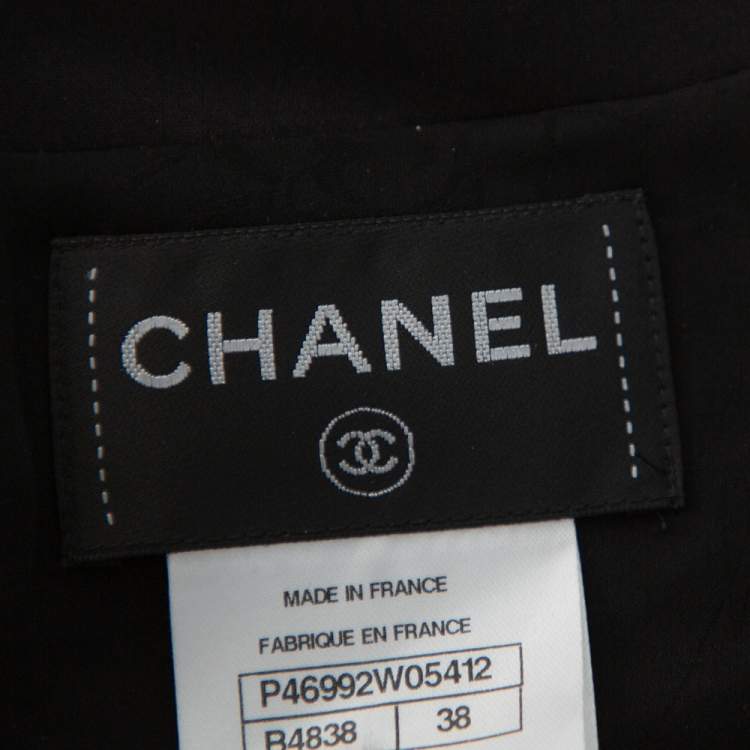 CHANEL
MADE IN FRANCE
FABRIQUE EN FRANCE
P46992W05412
B4838 38